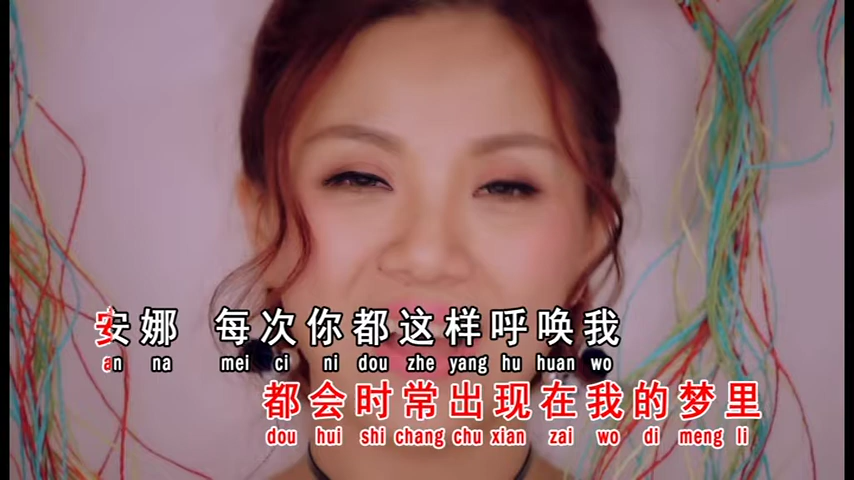 安娜 每次你都这样呼唤我
an na mei ci ni dou zhe yang hu huan wo
都会时常出现在我的梦里
dou hui shi chang chu xian zai wo di meng li